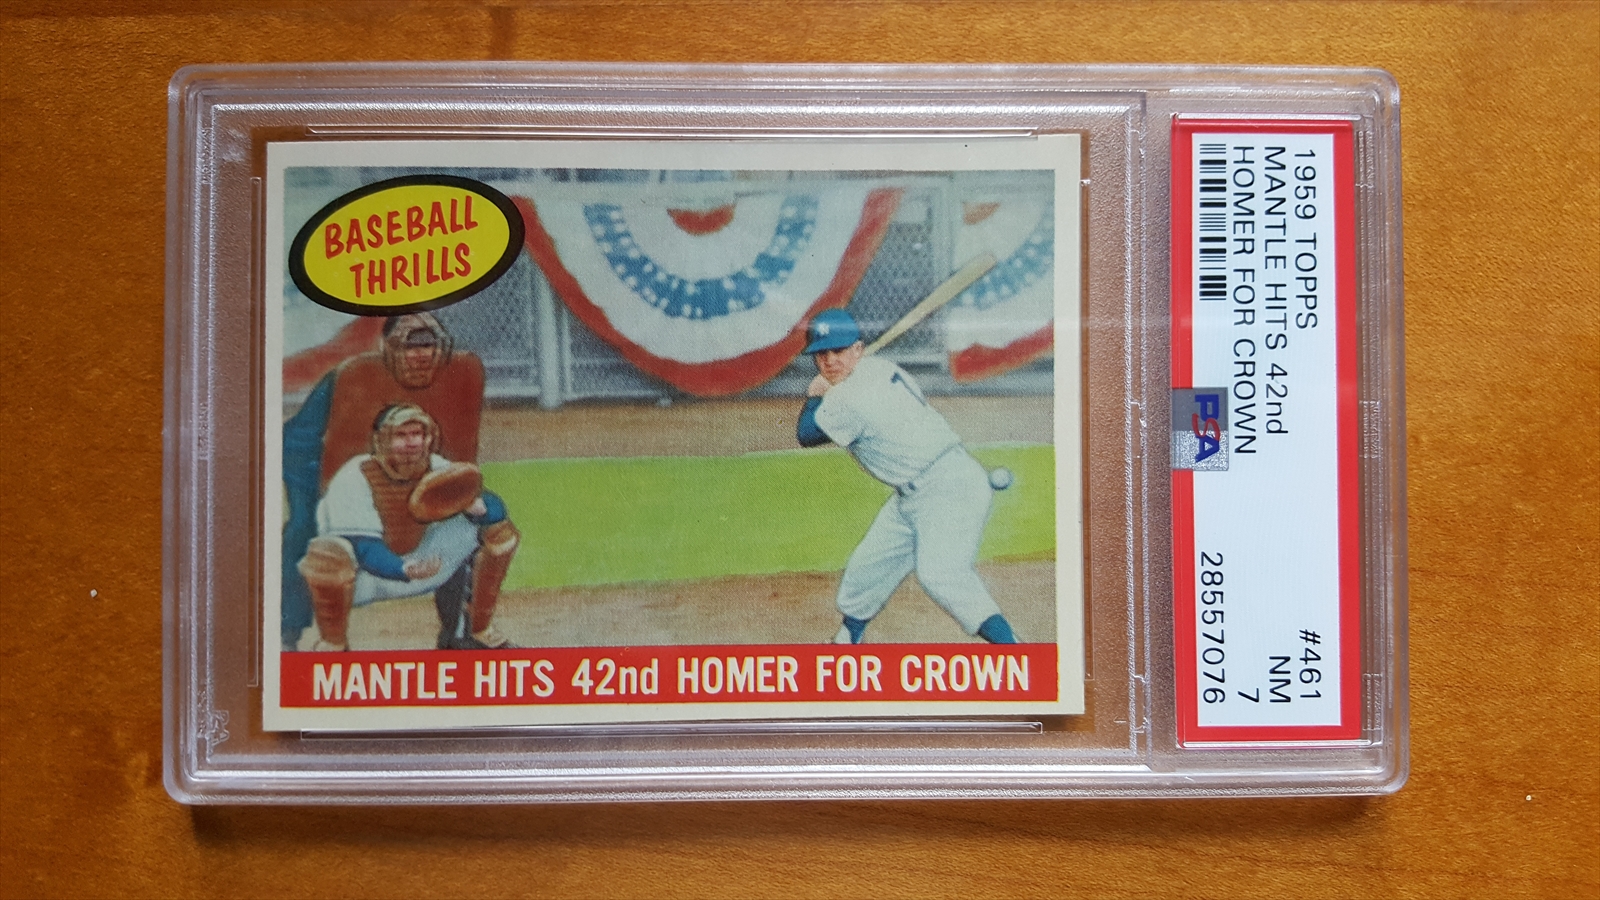 BASEBALL
THRILLS
MANTLE HITS 42nd HOMER FOR CROWN
1959 TOPPS #461
MANTLE HITS 42nd NM
HOMER FOR CROWN 7
PSA 28557076